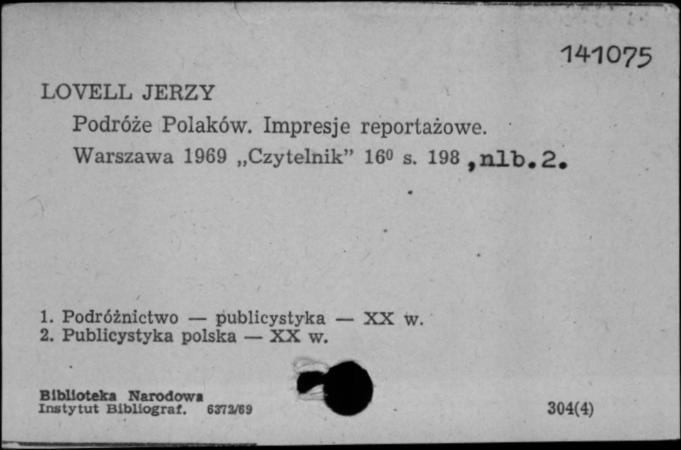 141075
LOVELL JERZY
Podróże Polaków. Impresje reportażowe.
Warszawa 1969 „Czytelnik” 16⁰ s. 198 ,nlb.2.
1. Podróżnictwo — publicystyka — XX w.
2. Publicystyka polska — XX w.
Biblioteka Narodowa
Instytut Bibliograf. 6372/69
304(4)